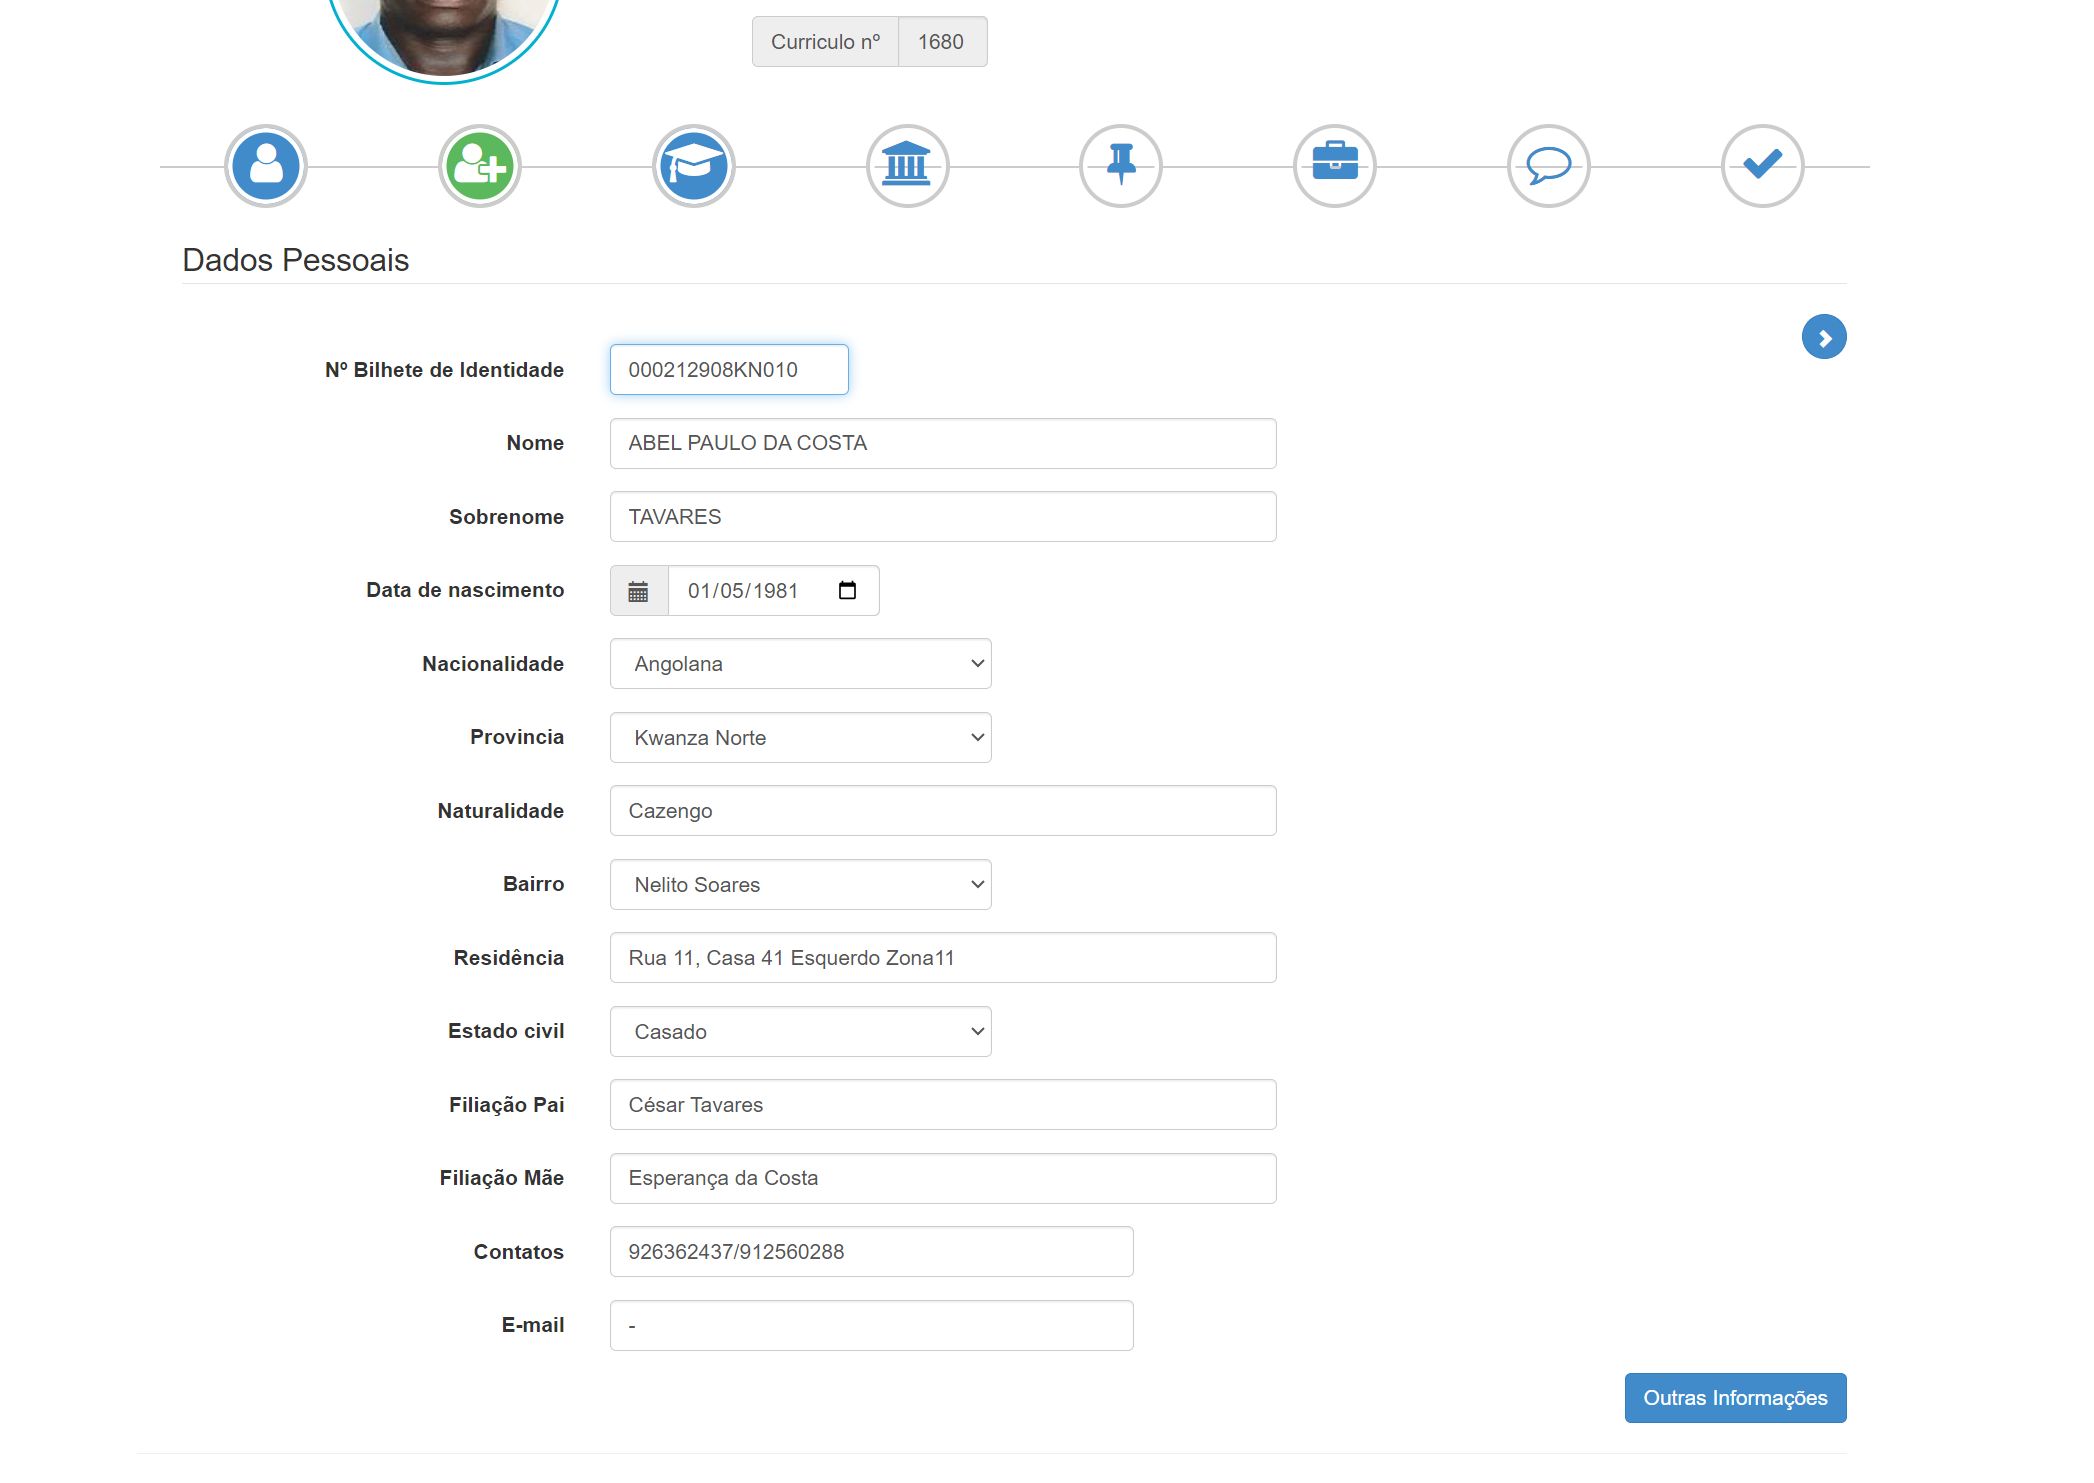 Curriculo nº 1680
Dados Pessoais
Nº Bilhete de Identidade 000212908KN010
Nome ABEL PAULO DA COSTA
Sobrenome TAVARES
Data de nascimento 01/05/1981
Nacionalidade Angolana
Provincia Kwanza Norte
Naturalidade Cazengo
Bairro Nelito Soares
Residência Rua 11, Casa 41 Esquerdo Zona11
Estado civil Casado
Filiação Pai César Tavares
Filiação Mãe Esperança da Costa
Contatos 926362437/912560288
E-mail -
Outras Informações